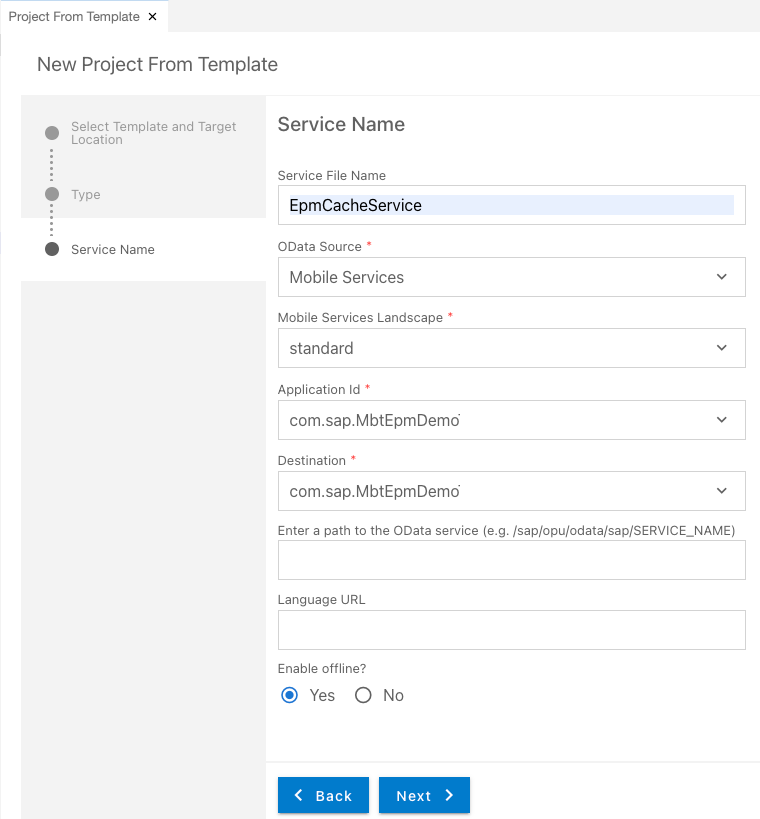 Project From Template
New Project From Template
Select Template and Target
Location
Type
Service Name
Service Name
Service File Name
EpmCacheService
OData Source *
Mobile Services
Mobile Services Landscape *
standard
Application Id *
com.sap.MbtEpmDemo
Destination *
com.sap.MbtEpmDemo
Enter a path to the OData service (e.g. /sap/opu/odata/sap/SERVICE_NAME)
Language URL
Enable offline?
Yes No
Back Next